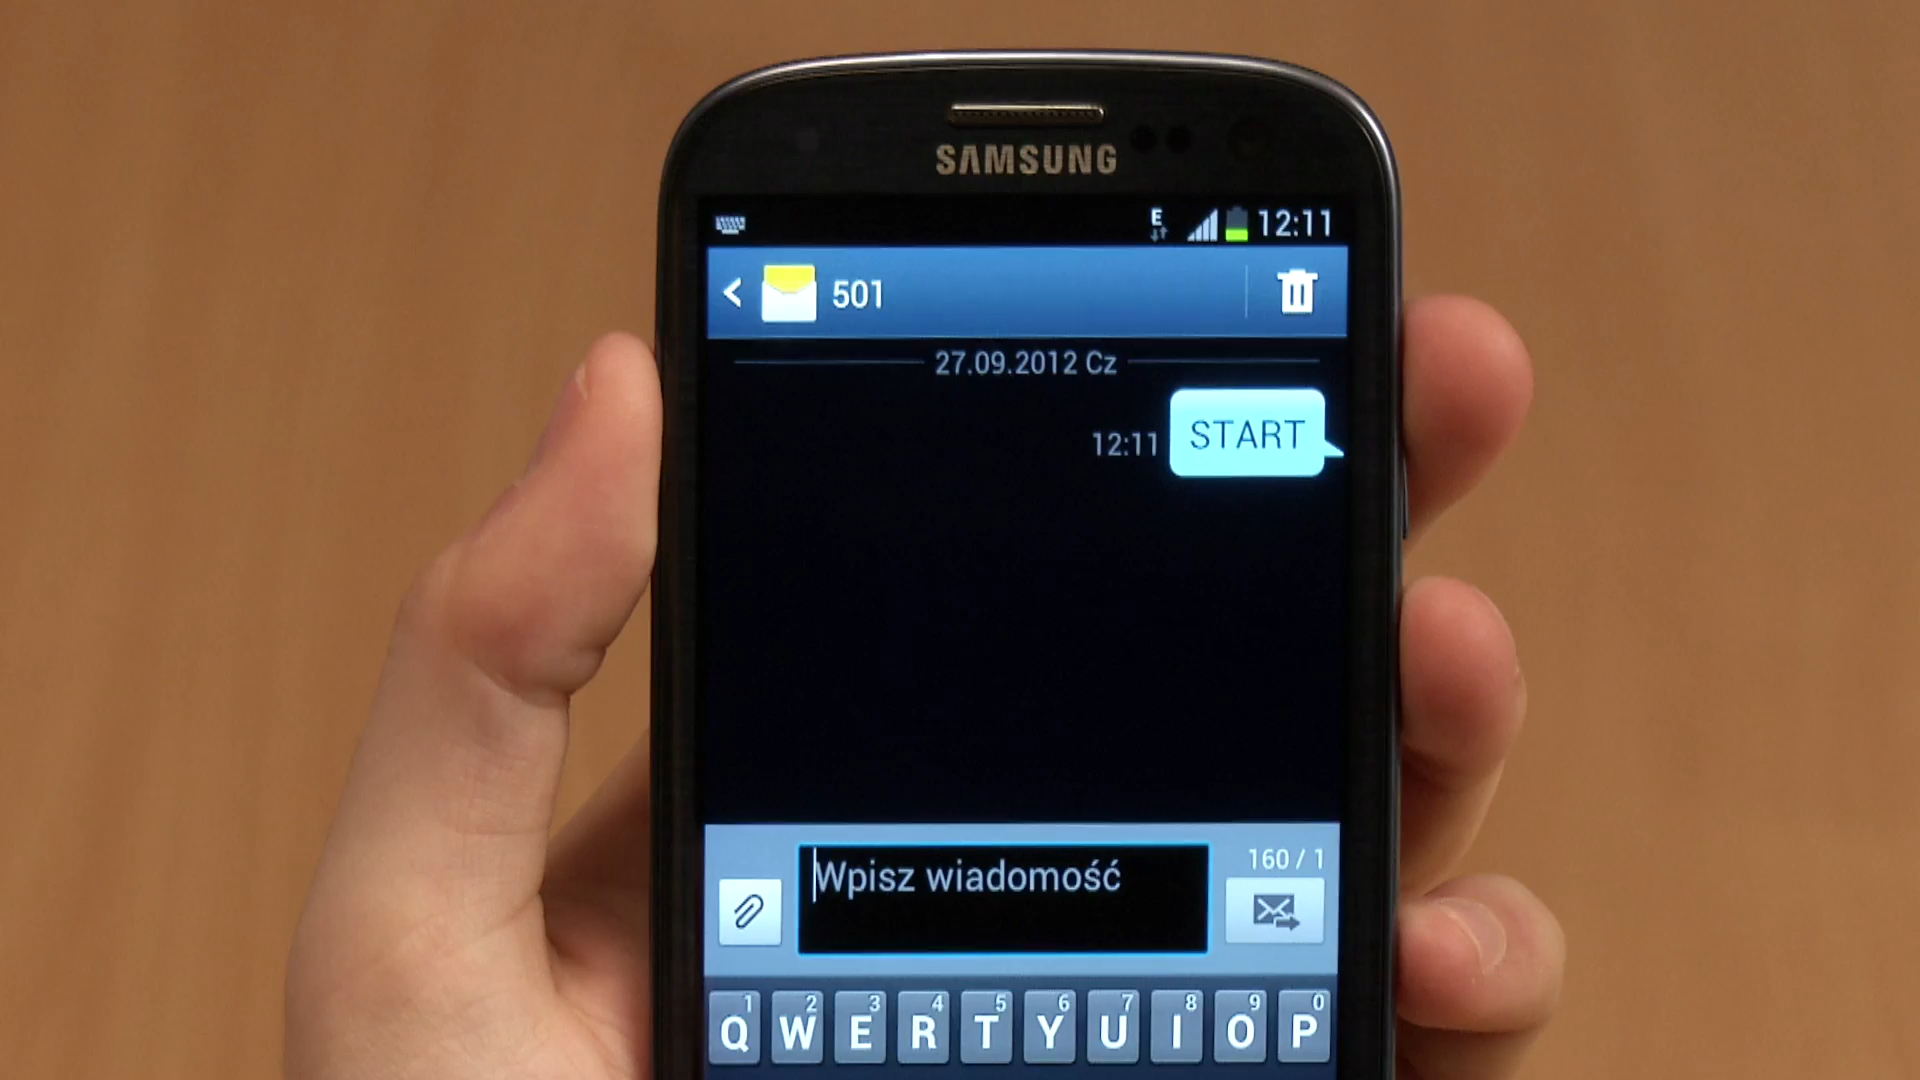 SAMSUNG
E 12:11
501
27.09.2012 Cz
12:11 START
160 / 1
Wpisz wiadomość
1 2 3 4 5 6 7 8 9 0
Q W E R T Y U I O P